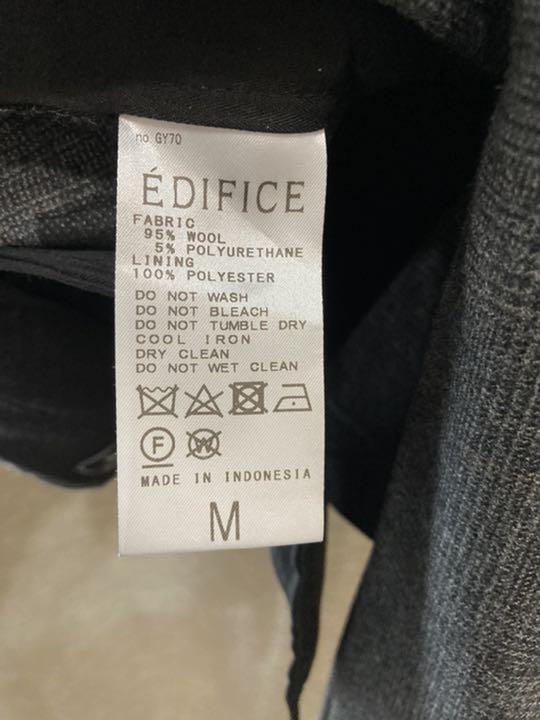 no GY70
ÉDIFICE
FABRIC
95% WOOL
5% POLYURETHANE
LINING
100% POLYESTER
DO NOT WASH
DO NOT BLEACH
DO NOT TUMBLE DRY
COOL IRON
DRY CLEAN
DO NOT WET CLEAN
F W
MADE IN INDONESIA
M